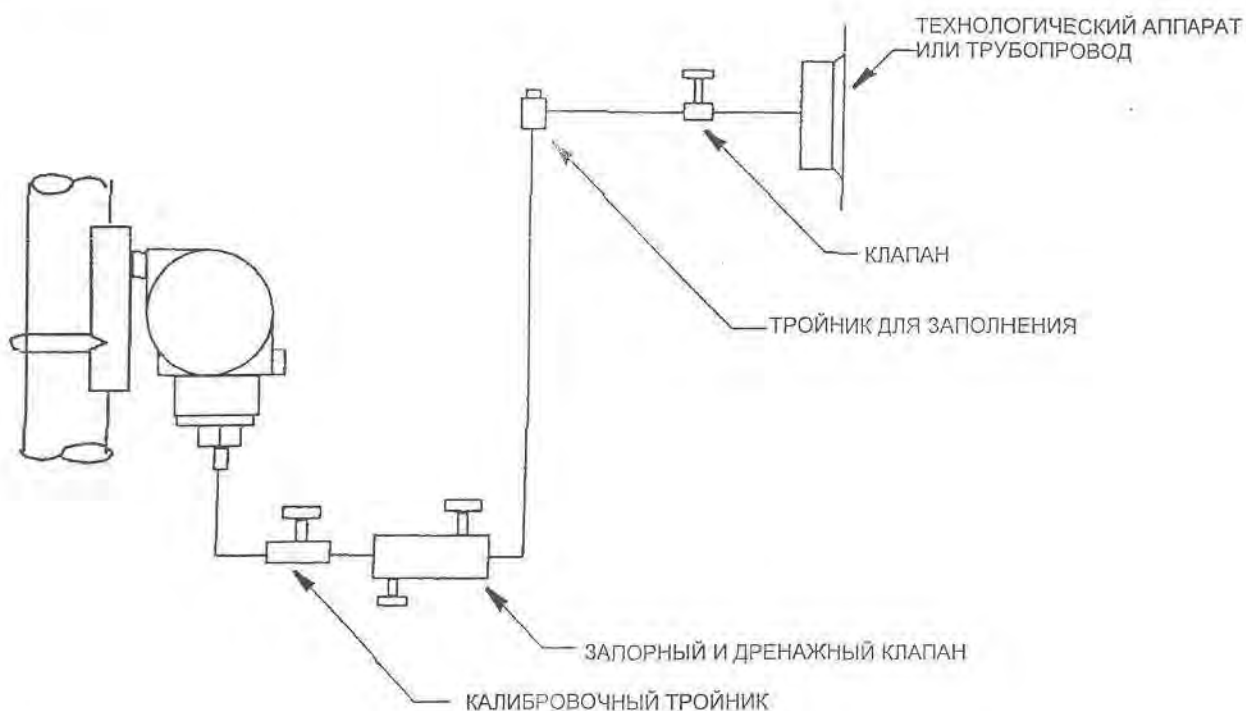 ТЕХНОЛОГИЧЕСКИЙ АППАРАТ
ИЛИ ТРУБОПРОВОД
КЛАПАН
ТРОЙНИК ДЛЯ ЗАПОЛНЕНИЯ
ЗАПОРНЫЙ И ДРЕНАЖНЫЙ КЛАПАН
КАЛИБРОВОЧНЫЙ ТРОЙНИК